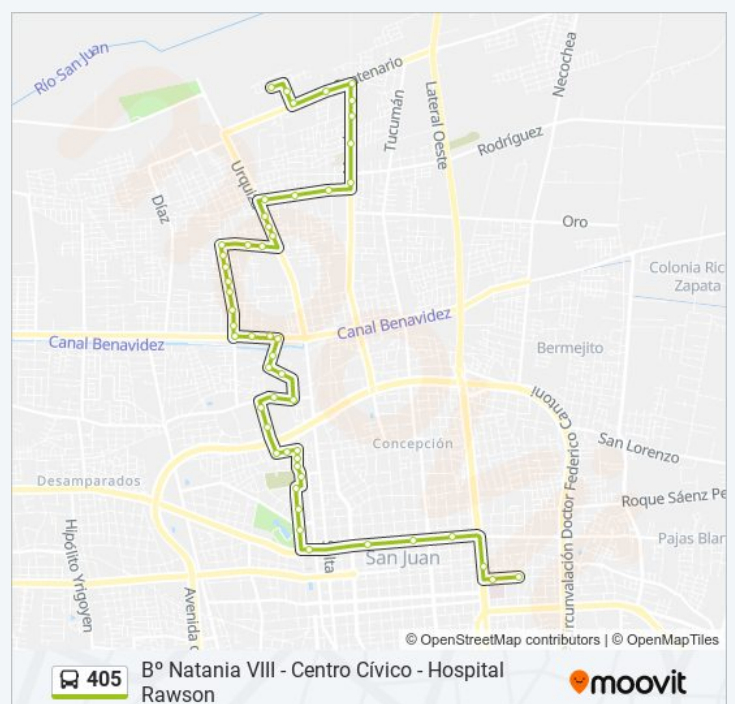 Río San Juan
Centenario
Necochea
Tucumán
Lateral Oeste
Rodríguez
Urquiza
Díaz
Oro
Colonia Ric
Zapata
Canal Benavidez
Canal Benavidez
Bermejito
Cantoni
Concepción
San Lorenzo
Desamparados
Roque Sáenz Pe
Hipólito Yrigoyen
rcunvalación Doctor Federico
Pajas Blan
San Juan
Avenida
© OpenStreetMap contributors | © OpenMapTiles
405
Bº Natania VIII - Centro Cívico - Hospital
Rawson
moovit